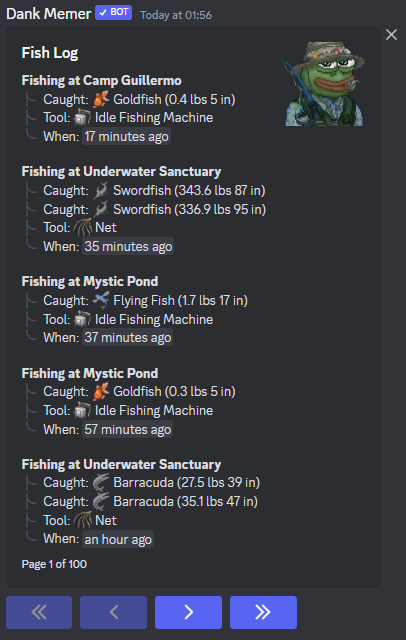 Dank Memer ✓ BOT Today at 01:56
Fish Log
Fishing at Camp Guillermo
Caught: Goldfish (0.4 lbs 5 in)
Tool: Idle Fishing Machine
When: 17 minutes ago
Fishing at Underwater Sanctuary
Caught: Swordfish (343.6 lbs 87 in)
Caught: Swordfish (336.9 lbs 95 in)
Tool: Net
When: 35 minutes ago
Fishing at Mystic Pond
Caught: Flying Fish (1.7 lbs 17 in)
Tool: Idle Fishing Machine
When: 37 minutes ago
Fishing at Mystic Pond
Caught: Goldfish (0.3 lbs 5 in)
Tool: Idle Fishing Machine
When: 57 minutes ago
Fishing at Underwater Sanctuary
Caught: Barracuda (27.5 lbs 39 in)
Caught: Barracuda (35.1 lbs 47 in)
Tool: Net
When: an hour ago
Page 1 of 100